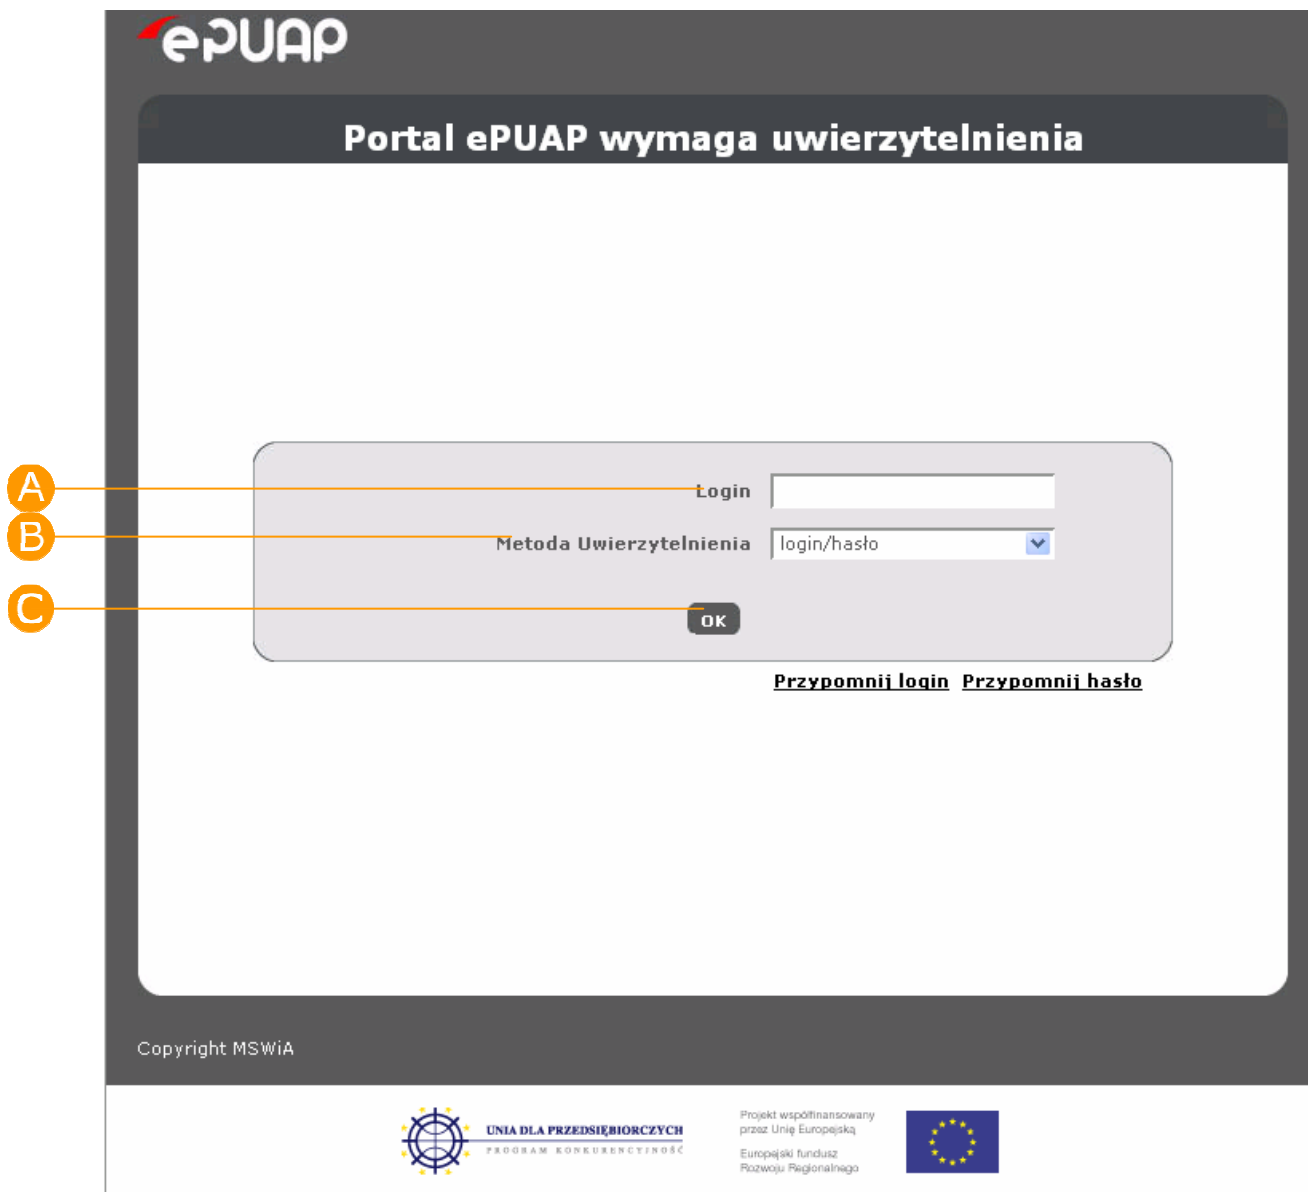 ePUAP
Portal ePUAP wymaga uwierzytelnienia
A
Login
B
Metoda Uwierzytelnienia login/hasło
C
OK
Przypomnij login Przypomnij hasło
Copyright MSWiA
UNIA DLA PRZEDSIĘBIORCZYCH
PROGRAM KONKURENCYJNOŚĆ
Projekt współfinansowany
przez Unię Europejską
Europejski fundusz
Rozwoju Regionalnego